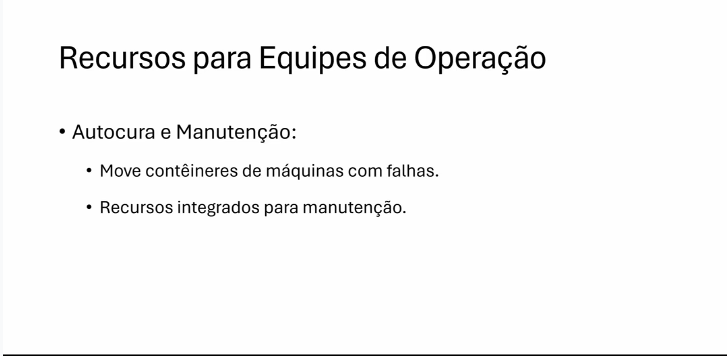 Recursos para Equipes de Operação
• Autocura e Manutenção:
• Move contêineres de máquinas com falhas.
• Recursos integrados para manutenção.